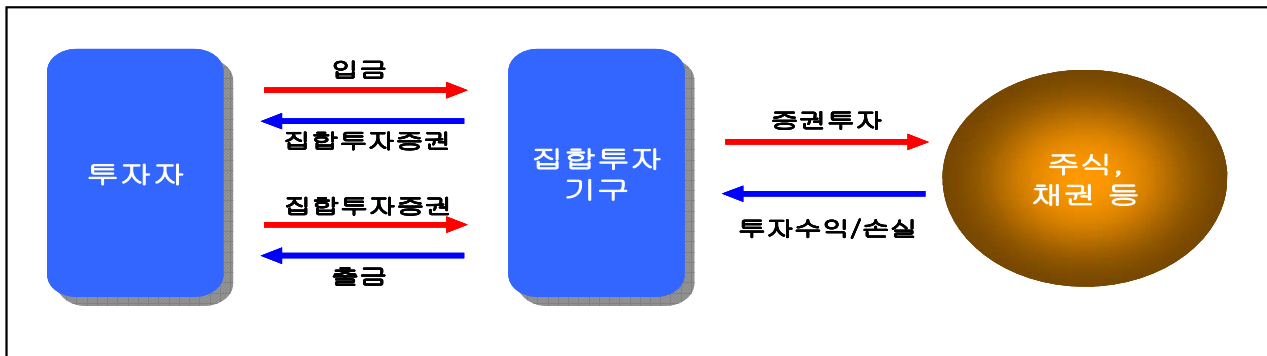 투자자
입금
집합투자증권
집합투자증권
출금
집합투자
기구
증권투자
투자수익/손실
주식,
채권 등